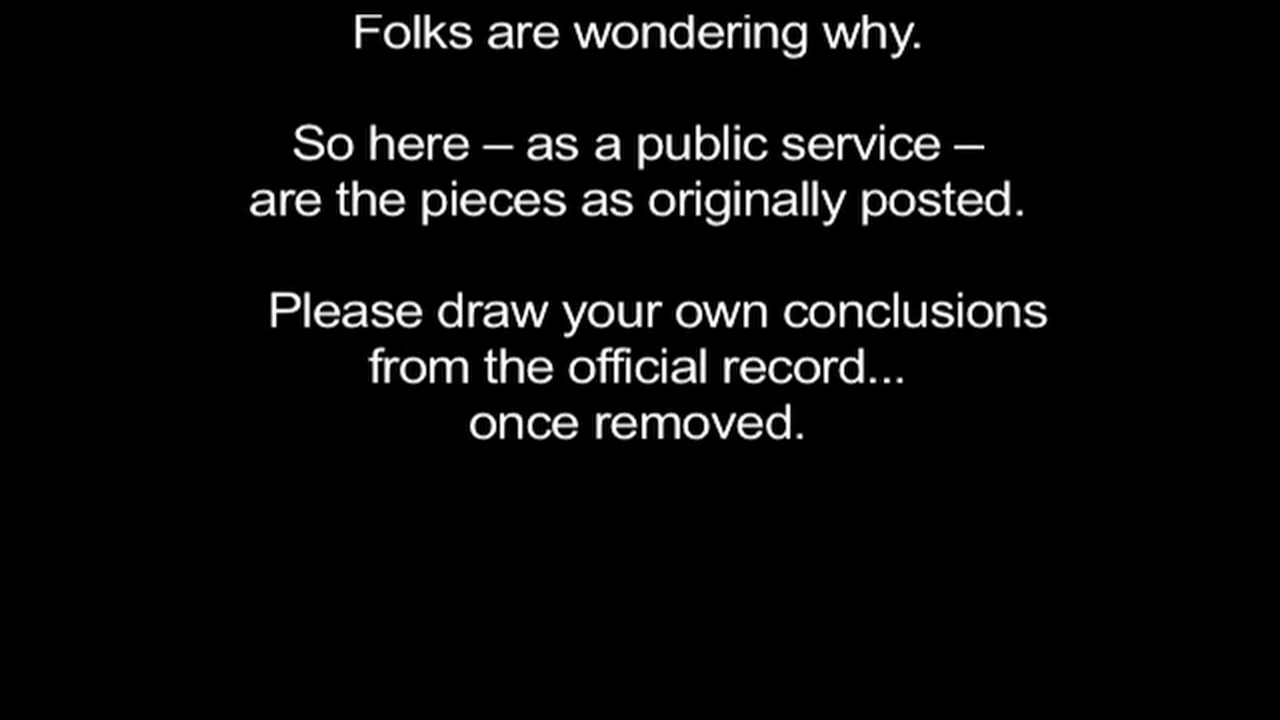 Folks are wondering why.
So here – as a public service –
are the pieces as originally posted.
Please draw your own conclusions
from the official record...
once removed.